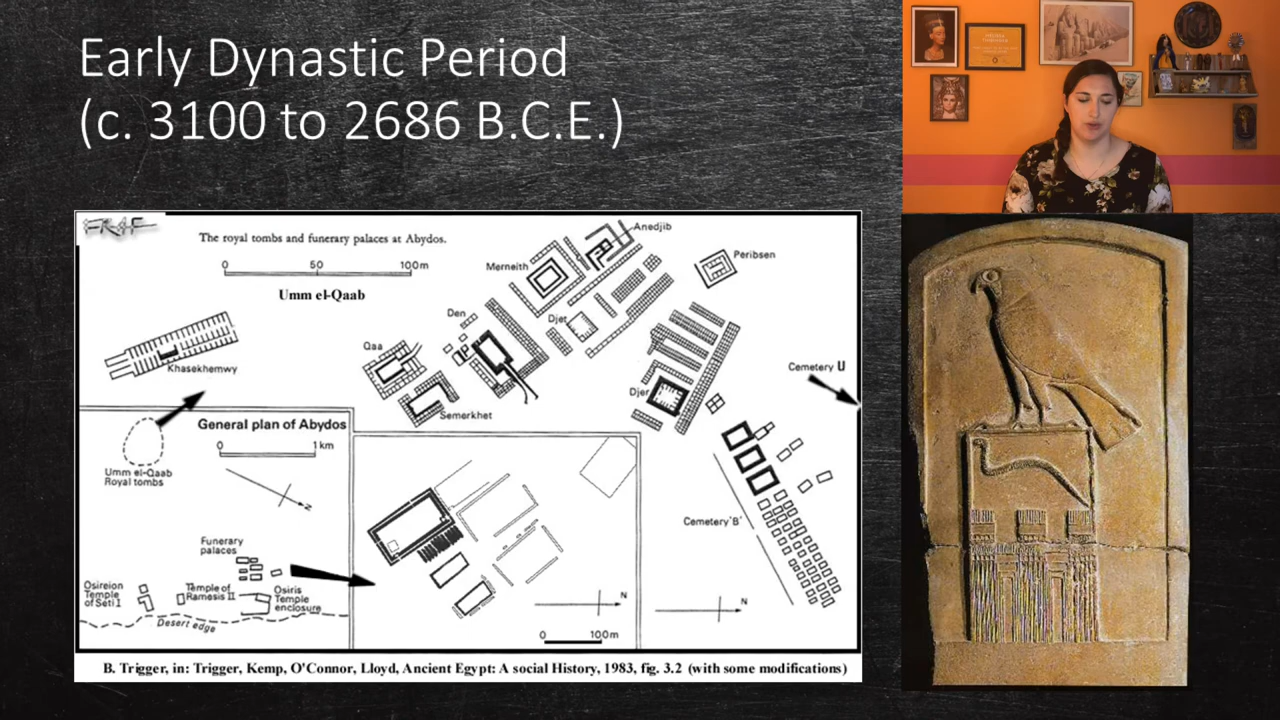 Early Dynastic Period
(c. 3100 to 2686 B.C.E.)
The royal tombs and funerary palaces at Abydos.
0 50 100m
Umm el-Qaab
Khasekhemwy
Qaa
Semerkhet
Den
Merneith
Djet
Anedjib
Peribsen
Djer
Cemetery U
Cemetery 'B'
N
General plan of Abydos
0 1 km
Umm el-Qaab
Royal tombs
N
Funerary
palaces
Osireion
Temple
of Seti I
Temple of
Ramesis II
Osiris
Temple
enclosure
Desert edge
N
0 100m
B. Trigger, in: Trigger, Kemp, O'Connor, Lloyd, Ancient Egypt: A social History, 1983, fig. 3.2 (with some modifications)